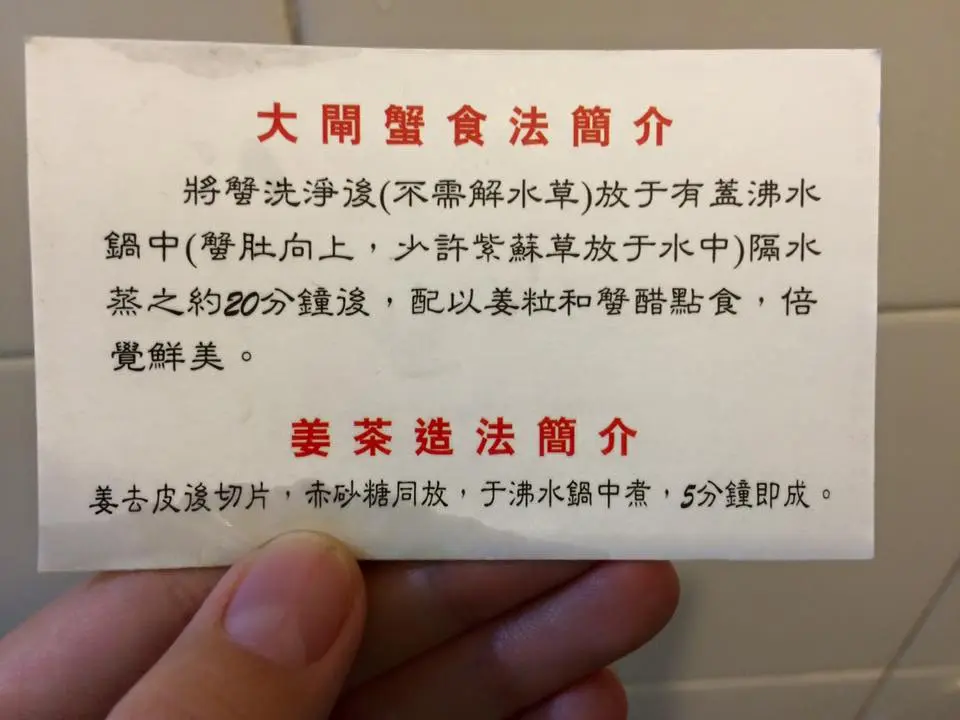 大閘蟹食法簡介
將蟹洗淨後(不需解水草)放于有蓋沸水
鍋中(蟹肚向上，少許紫蘇草放于水中)隔水
蒸之約20分鐘後，配以姜粒和蟹醋點食，倍
覺鮮美。
姜茶造法簡介
姜去皮後切片，赤砂糖同放，于沸水鍋中煮，5分鐘即成。